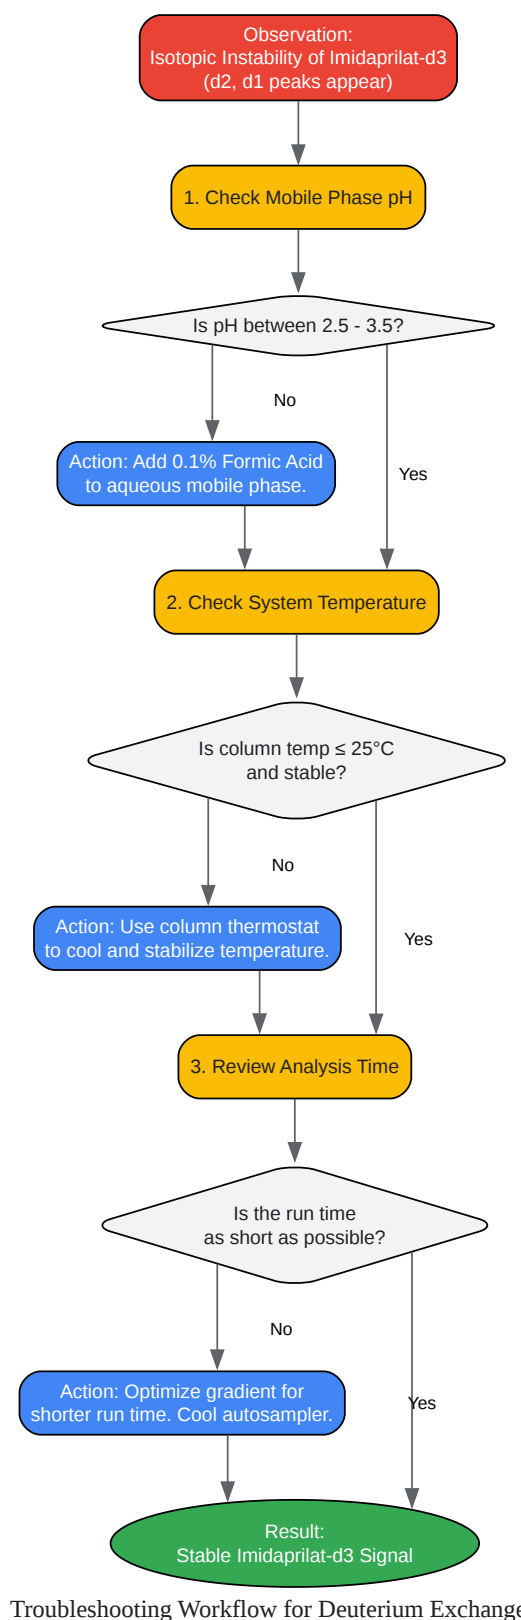 Observation:
Isotopic Instability of Imidaprilat-d3
(d2, d1 peaks appear)
1. Check Mobile Phase pH
Is pH between 2.5 - 3.5?
No
Action: Add 0.1% Formic Acid
to aqueous mobile phase.
Yes
2. Check System Temperature
Is column temp ≤ 25°C
and stable?
No
Action: Use column thermostat
to cool and stabilize temperature.
Yes
3. Review Analysis Time
Is the run time
as short as possible?
No
Action: Optimize gradient for
shorter run time. Cool autosampler.
Yes
Result:
Stable Imidaprilat-d3 Signal
Troubleshooting Workflow for Deuterium Exchange